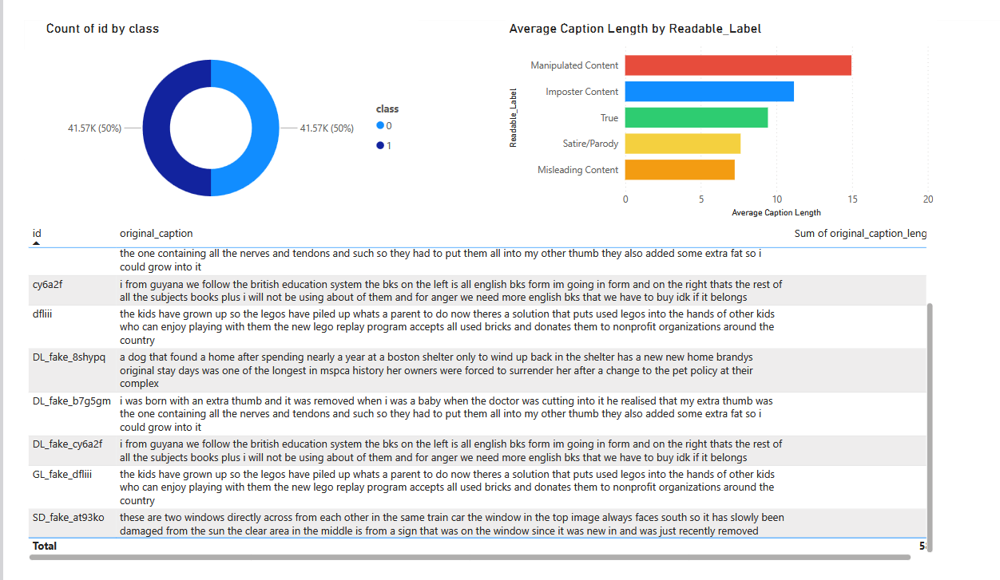 Count of id by class
41.57K (50%)
41.57K (50%)
class
0
1
Average Caption Length by Readable_Label
Readable_Label
Manipulated Content
Imposter Content
True
Satire/Parody
Misleading Content
0 5 10 15 20
Average Caption Length
id original_caption Sum of original_caption_leng
the one containing all the nerves and tendons and such so they had to put them all into my other thumb they also added some extra fat so i
could grow into it
cy6a2f i from guyana we follow the british education system the bks on the left is all english bks form im going in form and on the right thats the rest of
all the subjects books plus i will not be using about of them and for anger we need more english bks that we have to buy idk if it belongs
dfliii the kids have grown up so the legos have piled up whats a parent to do now theres a solution that puts used legos into the hands of other kids
who can enjoy playing with them the new lego replay program accepts all used bricks and donates them to nonprofit organizations around the
country
DL_fake_8shypq a dog that found a home after spending nearly a year at a boston shelter only to wind up back in the shelter has a new new home brandys
original stay days was one of the longest in mspca history her owners were forced to surrender her after a change to the pet policy at their
complex
DL_fake_b7g5gm i was born with an extra thumb and it was removed when i was a baby when the doctor was cutting into it he realised that my extra thumb was
the one containing all the nerves and tendons and such so they had to put them all into my other thumb they also added some extra fat so i
could grow into it
DL_fake_cy6a2f i from guyana we follow the british education system the bks on the left is all english bks form im going in form and on the right thats the rest of
all the subjects books plus i will not be using about of them and for anger we need more english bks that we have to buy idk if it belongs
GL_fake_dfliii the kids have grown up so the legos have piled up whats a parent to do now theres a solution that puts used legos into the hands of other kids
who can enjoy playing with them the new lego replay program accepts all used bricks and donates them to nonprofit organizations around the
country
SD_fake_at93ko these are two windows directly across from each other in the same train car the window in the top image always faces south so it has slowly been
damaged from the sun the clear area in the middle is from a sign that was on the window since it was new in and was just recently removed
Total 5